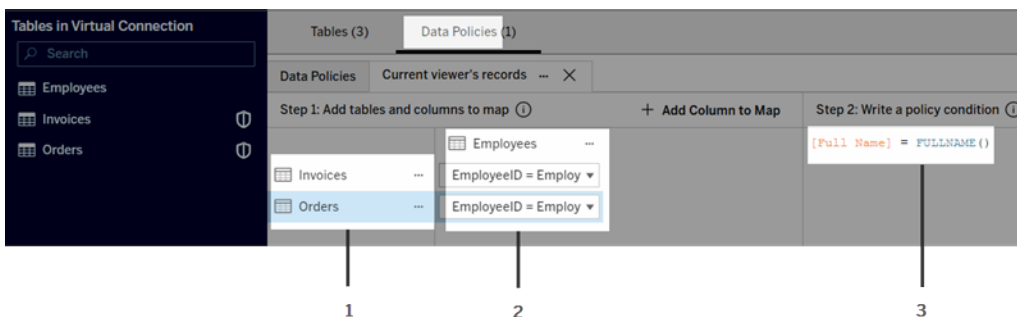 Tables in Virtual Connection
Search
Employees
Invoices
Orders
Tables (3)
Data Policies (1)
Data Policies
Current viewer's records ... ×
Step 1: Add tables and columns to map
+ Add Column to Map
Step 2: Write a policy condition
Employees ...
Invoices ...
EmployeeID = Employ
Orders ...
EmployeeID = Employ
[Full Name] = FULLNAME()
1
2
3